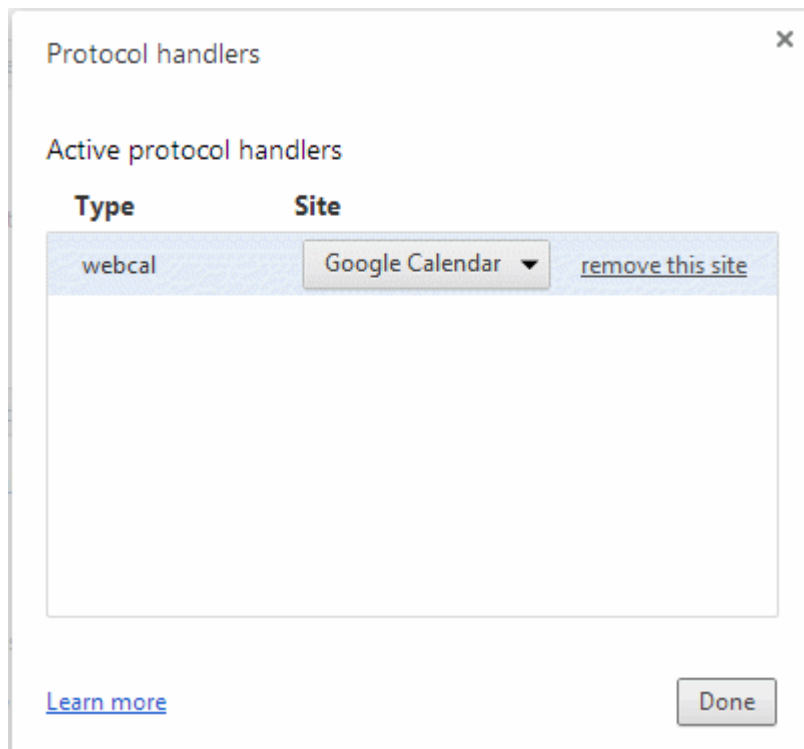 Protocol handlers
Active protocol handlers
Type Site
webcal Google Calendar remove this site
Learn more Done